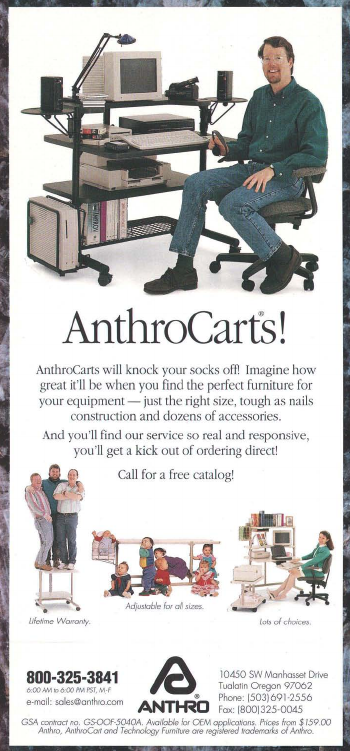 AnthroCarts®!
AnthroCarts will knock your socks off! Imagine how
great it'll be when you find the perfect furniture for
your equipment — just the right size, tough as nails
construction and dozens of accessories.
And you'll find our service so real and responsive,
you'll get a kick out of ordering direct!
Call for a free catalog!
Lifetime Warranty.
Adjustable for all sizes.
Lots of choices.
800-325-3841
6:00 AM to 6:00 PM PST, M-F
e-mail: sales@anthro.com
ANTHRO®
10450 SW Manhasset Drive
Tualatin Oregon 97062
Phone: (503)691-2556
Fax: (800)325-0045
GSA contract no. GS-OOF-5040A. Available for OEM applications. Prices from $159.00
Anthro, AnthroCart and Technology Furniture are registered trademarks of Anthro.